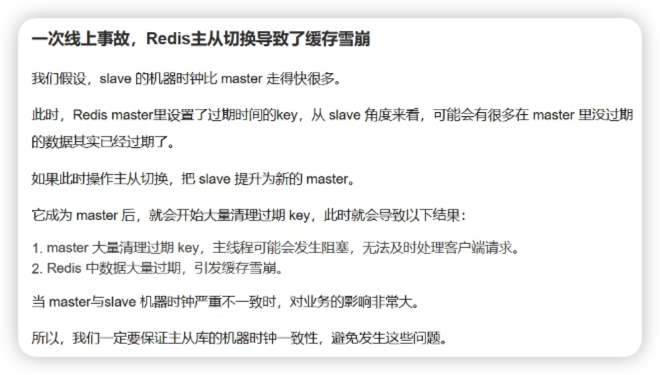 一次线上事故，Redis主从切换导致了缓存雪崩
我们假设，slave 的机器时钟比 master 走得快很多。
此时，Redis master里设置了过期时间的key，从 slave 角度来看，可能会有很多在 master 里没过期
的数据其实已经过期了。
如果此时操作主从切换，把 slave 提升为新的 master。
它成为 master 后，就会开始大量清理过期 key，此时就会导致以下结果：
1. master 大量清理过期 key，主线程可能会发生阻塞，无法及时处理客户端请求。
2. Redis 中数据大量过期，引发缓存雪崩。
当 master与slave 机器时钟严重不一致时，对业务的影响非常大。
所以，我们一定要保证主从库的机器时钟一致性，避免发生这些问题。